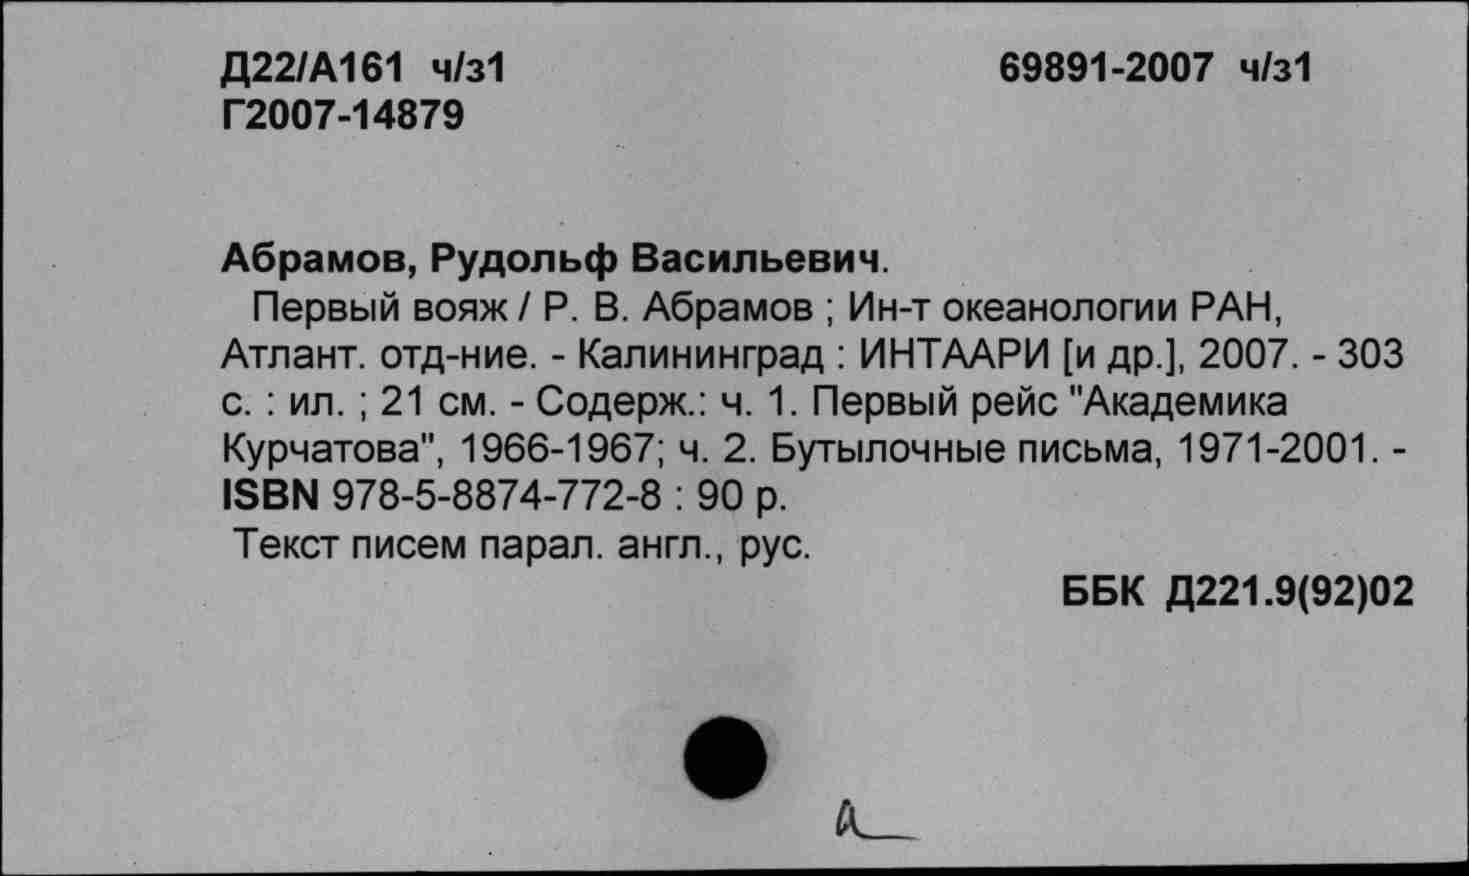 Д22/А161 ч/з1 69891-2007 ч/з1
Г2007-14879
Абрамов, Рудольф Васильевич.
Первый вояж / Р. В. Абрамов ; Ин-т океанологии РАН,
Атлант. отд-ние. - Калининград : ИНТААРИ [и др.], 2007. - 303
с. : ил. ; 21 см. - Содерж.: ч. 1. Первый рейс "Академика
Курчатова", 1966-1967; ч. 2. Бутылочные письма, 1971-2001. -
ISBN 978-5-8874-772-8 : 90 р.
Текст писем парал. англ., рус.
ББК Д221.9(92)02